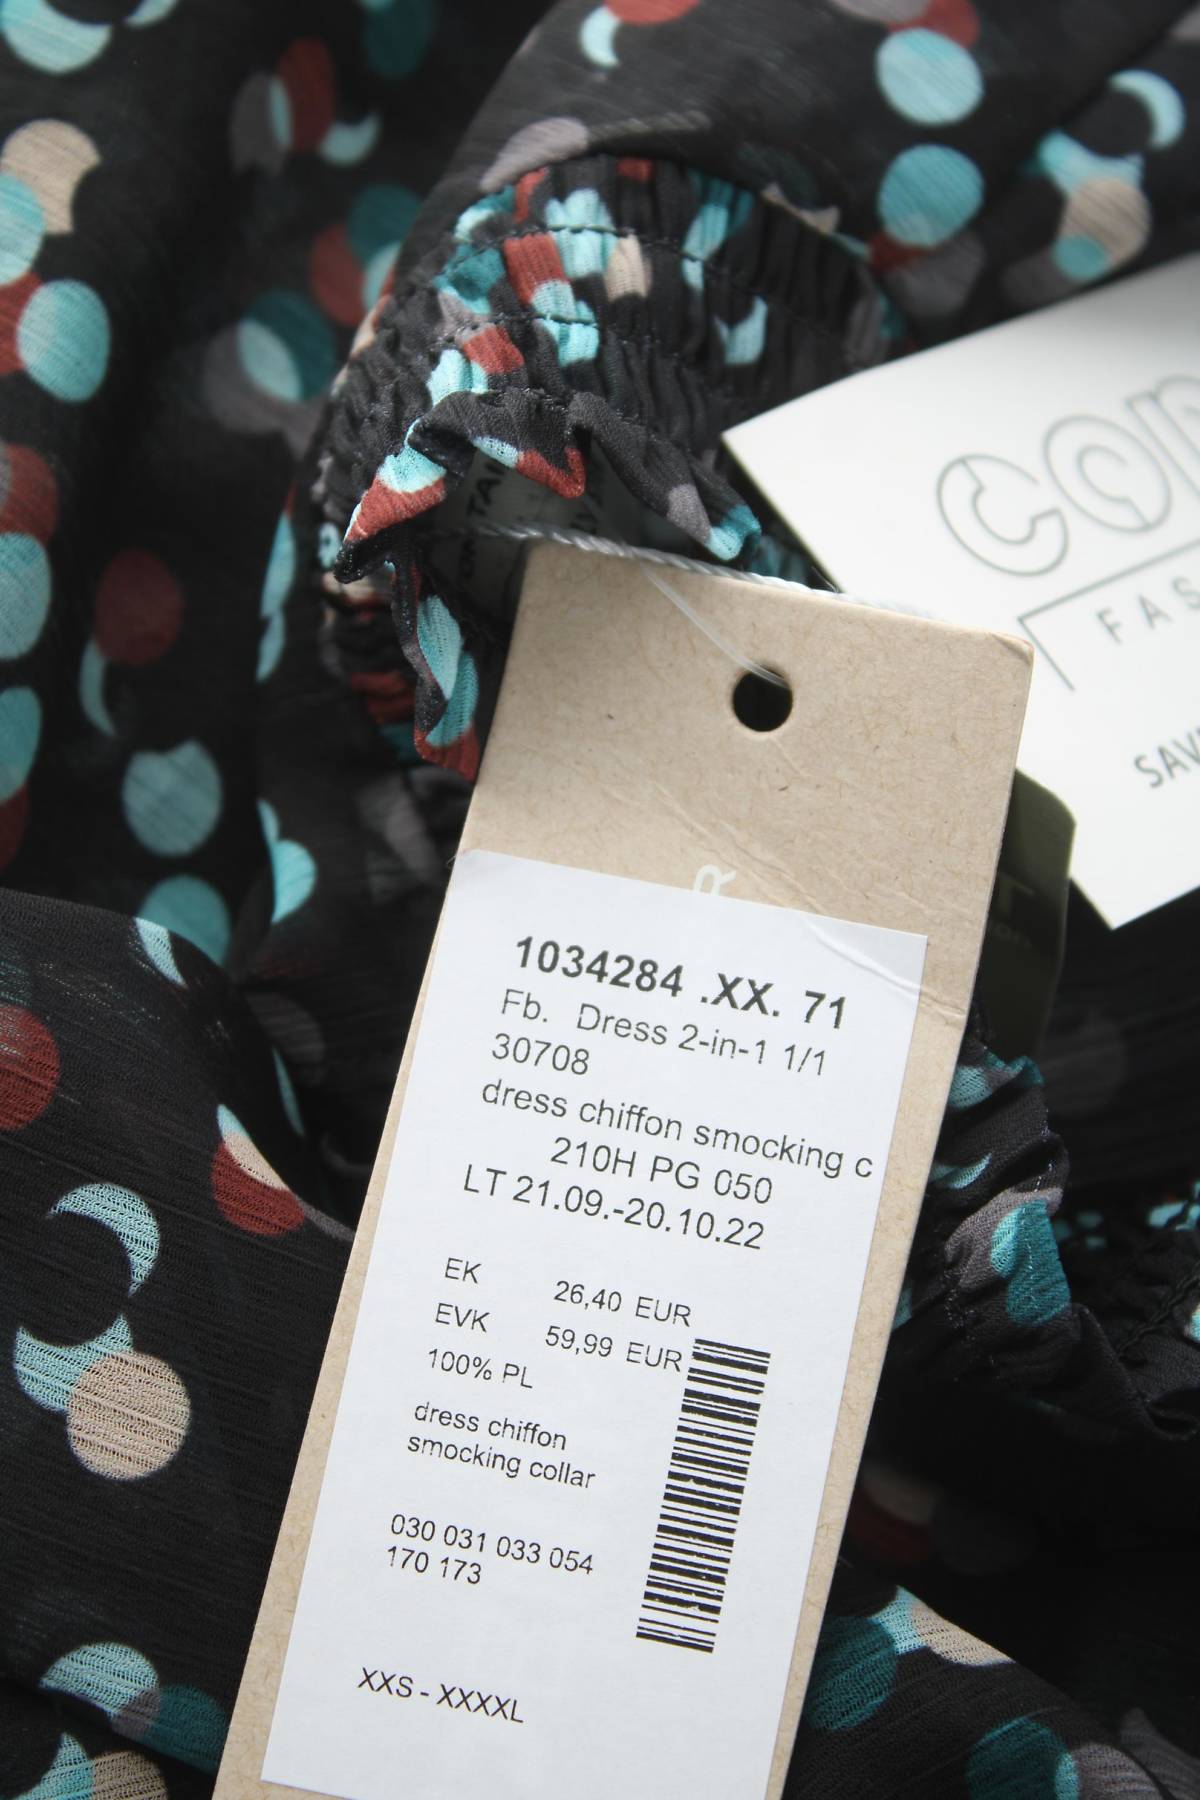 con
FAS
SAV
R
1034284 .XX. 71
Fb. Dress 2-in-1 1/1
30708
dress chiffon smocking c
210H PG 050
LT 21.09.-20.10.22
EK 26,40 EUR
EVK 59,99 EUR
100% PL
dress chiffon
smocking collar
030 031 033 054
170 173
XXS - XXXXL